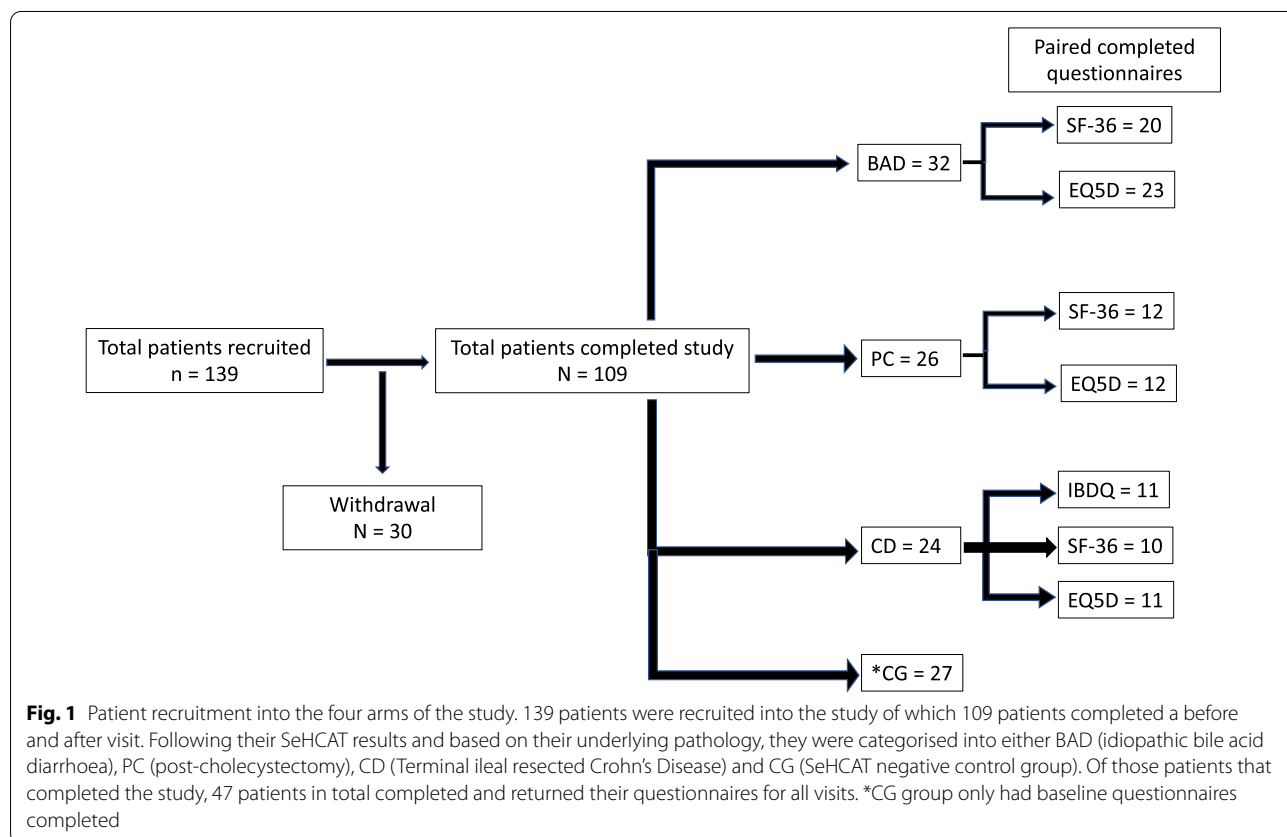 Paired completed
questionnaires
SF-36 = 20
BAD = 32
EQ5D = 23
SF-36 = 12
Total patients recruited
n = 139
Total patients completed study
N = 109
PC = 26
EQ5D = 12
Withdrawal
N = 30
IBDQ = 11
CD = 24
SF-36 = 10
EQ5D = 11
*CG = 27
Fig. 1 Patient recruitment into the four arms of the study. 139 patients were recruited into the study of which 109 patients completed a before
and after visit. Following their SeHCAT results and based on their underlying pathology, they were categorised into either BAD (idiopathic bile acid
diarrhoea), PC (post-cholecystectomy), CD (Terminal ileal resected Crohn’s Disease) and CG (SeHCAT negative control group). Of those patients that
completed the study, 47 patients in total completed and returned their questionnaires for all visits. *CG group only had baseline questionnaires
completed